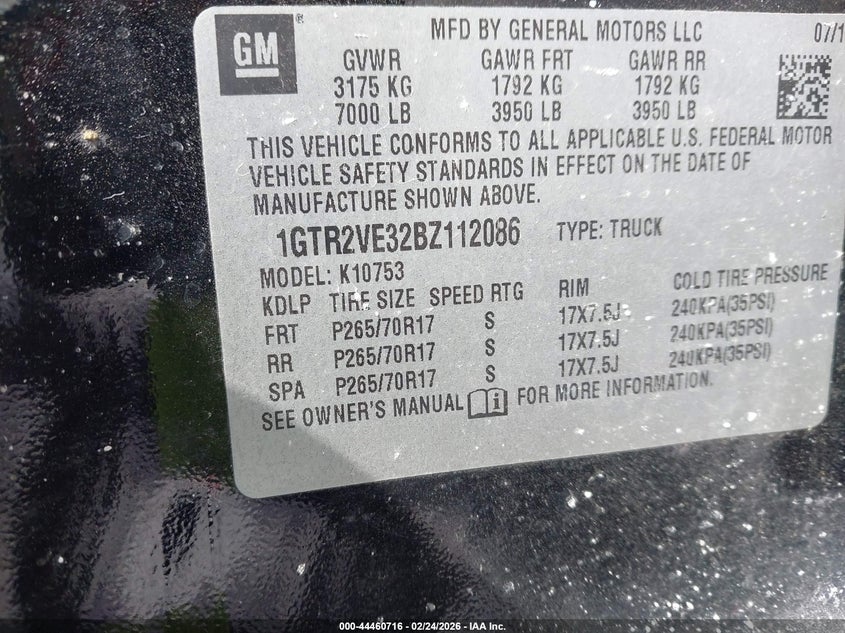 GM ®
MFD BY GENERAL MOTORS LLC 07/1
GVWR GAWR FRT GAWR RR
3175 KG 1792 KG 1792 KG
7000 LB 3950 LB 3950 LB
THIS VEHICLE CONFORMS TO ALL APPLICABLE U.S. FEDERAL MOTOR
VEHICLE SAFETY STANDARDS IN EFFECT ON THE DATE OF
MANUFACTURE SHOWN ABOVE.
1GTR2VE32BZ112086 TYPE: TRUCK
MODEL: K10753
KDLP TIRE SIZE SPEED RTG RIM COLD TIRE PRESSURE
FRT P265/70R17 S 17X7.5J 240KPA(35PSI)
RR P265/70R17 S 17X7.5J 240KPA(35PSI)
SPA P265/70R17 S 17X7.5J 240KPA(35PSI)
SEE OWNER'S MANUAL i FOR MORE INFORMATION.
000-44460716 - 02/24/2026 - IAA Inc.